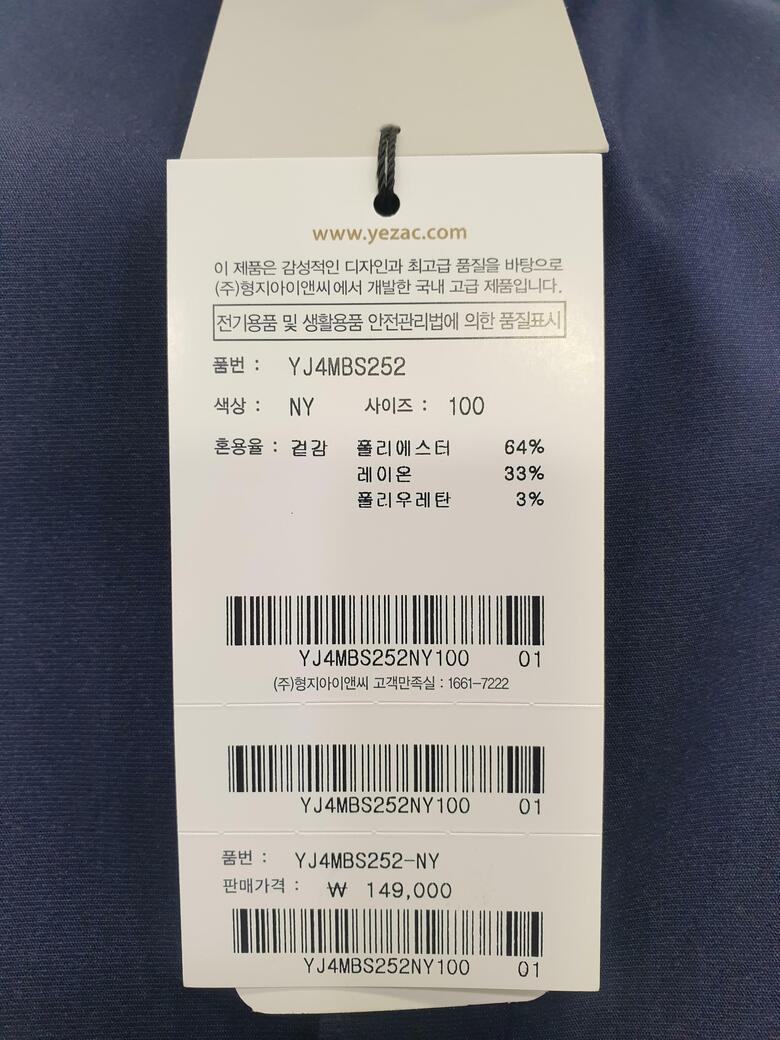 www.yezac.com
이 제품은 감성적인 디자인과 최고급 품질을 바탕으로
(주)형지아이앤씨에서 개발한 국내 고급 제품입니다.
전기용품 및 생활용품 안전관리법에 의한 품질표시
품번 : YJ4MBS252
색상 : NY 사이즈 : 100
혼용율 : 겉감 폴리에스터 64%
레이온 33%
폴리우레탄 3%
YJ4MBS252NY100 01
(주)형지아이앤씨 고객만족실 : 1661-7222
YJ4MBS252NY100 01
품번 : YJ4MBS252-NY
판매가격 : ₩ 149,000
YJ4MBS252NY100 01